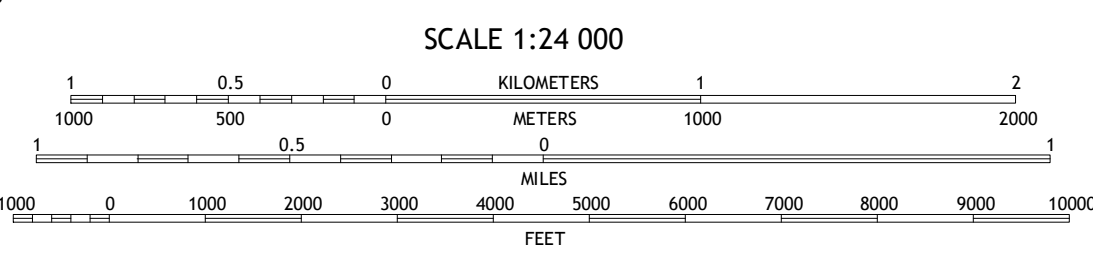 SCALE 1:24 000
1 0.5 0 KILOMETERS 1 2
1000 500 0 METERS 1000 2000
1 0.5 0 1
MILES
1000 0 1000 2000 3000 4000 5000 6000 7000 8000 9000 10000
FEET